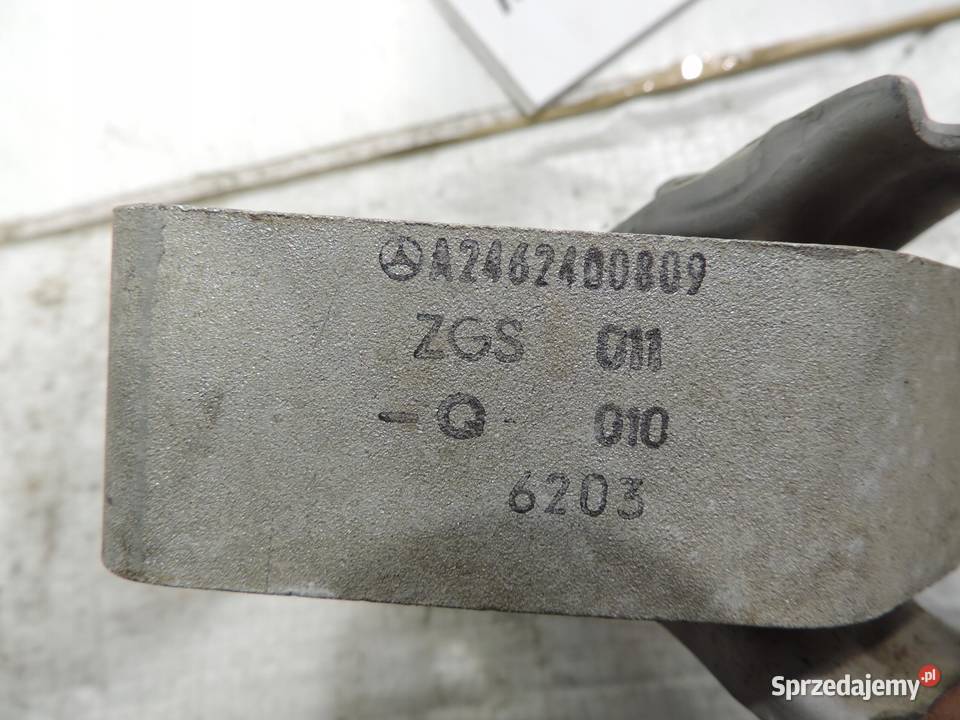 A2462400809
ZGS 011
-Q 010
6203
Sprzedajemy.pl